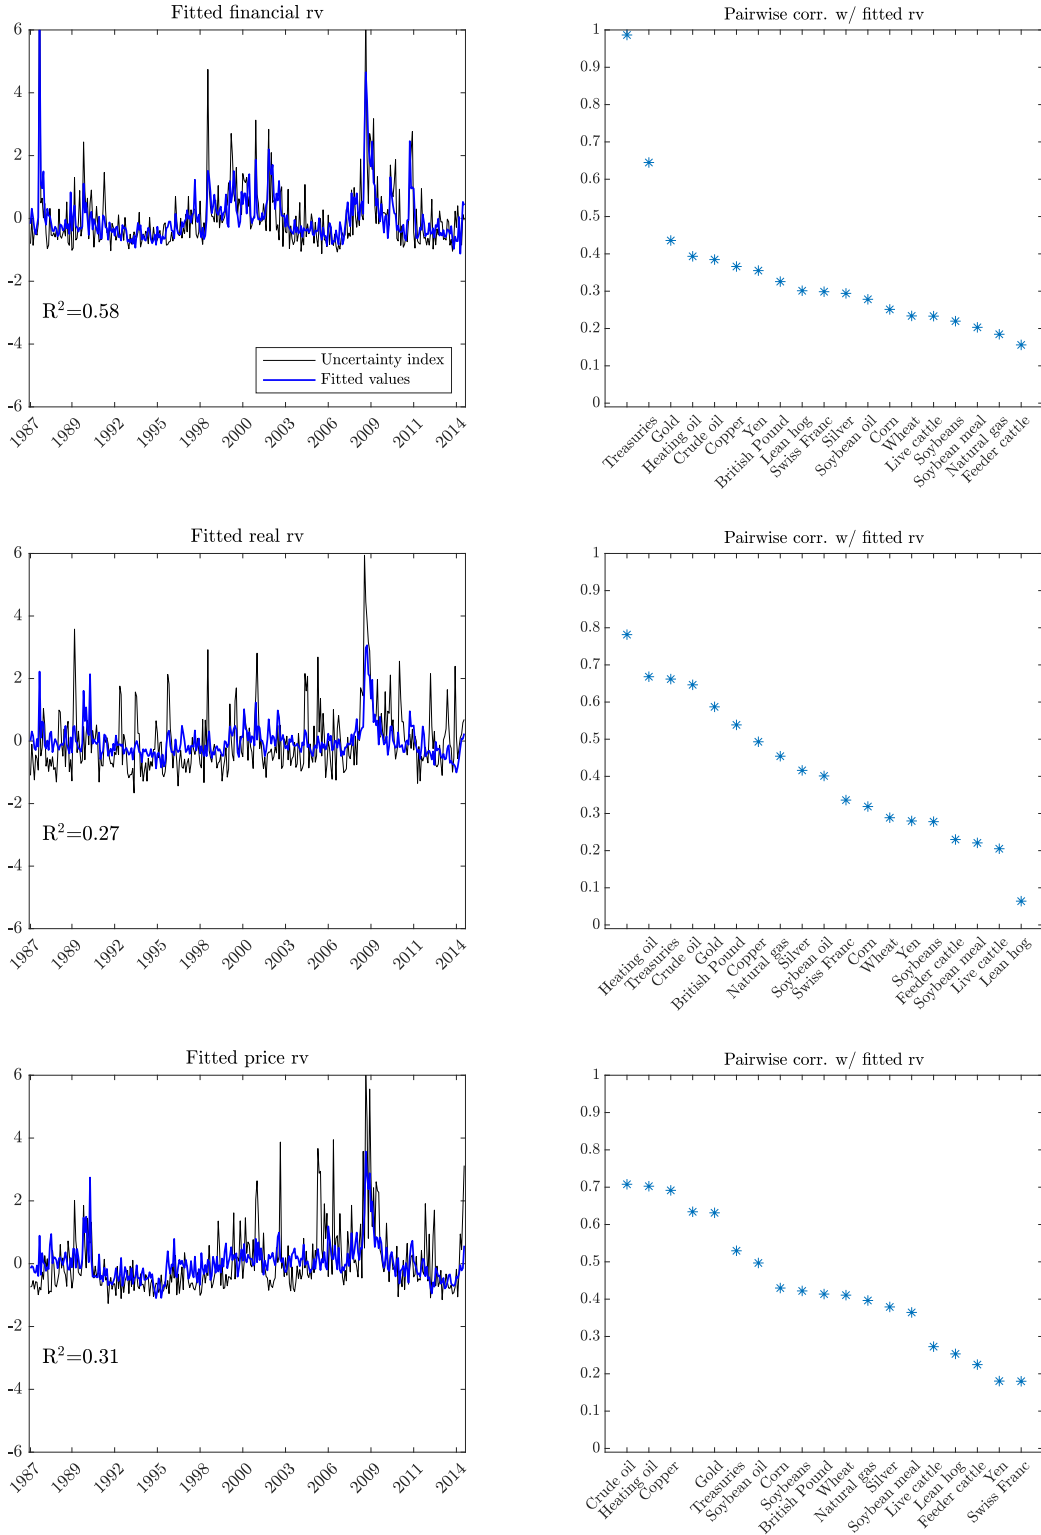 Fitted financial rv
6
4
2
0
-2
-4
-6
R²=0.58
Uncertainty index
Fitted values
1987
1989
1992
1995
1998
2000
2003
2006
2009
2011
2014
Pairwise corr. w/ fitted rv
1
0.9
0.8
0.7
0.6
0.5
0.4
0.3
0.2
0.1
0
Treasuries
Gold
Heating oil
Crude oil
Copper
Yen
British Pound
Lean hog
Swiss Franc
Silver
Soybean oil
Corn
Wheat
Live cattle
Soybeans
Soybean meal
Natural gas
Feeder cattle
Fitted real rv
6
4
2
0
-2
-4
-6
R²=0.27
1987
1989
1992
1995
1998
2000
2003
2006
2009
2011
2014
Pairwise corr. w/ fitted rv
1
0.9
0.8
0.7
0.6
0.5
0.4
0.3
0.2
0.1
0
Heating oil
Treasuries
Crude oil
Gold
British Pound
Copper
Natural gas
Silver
Soybean oil
Swiss Franc
Corn
Wheat
Yen
Soybeans
Feeder cattle
Soybean meal
Live cattle
Lean hog
Fitted price rv
6
4
2
0
-2
-4
-6
R²=0.31
1987
1989
1992
1995
1998
2000
2003
2006
2009
2011
2014
Pairwise corr. w/ fitted rv
1
0.9
0.8
0.7
0.6
0.5
0.4
0.3
0.2
0.1
0
Crude oil
Heating oil
Copper
Gold
Treasuries
Soybean oil
Corn
Soybeans
British Pound
Wheat
Natural gas
Silver
Soybean meal
Live cattle
Lean hog
Feeder cattle
Yen
Swiss Franc